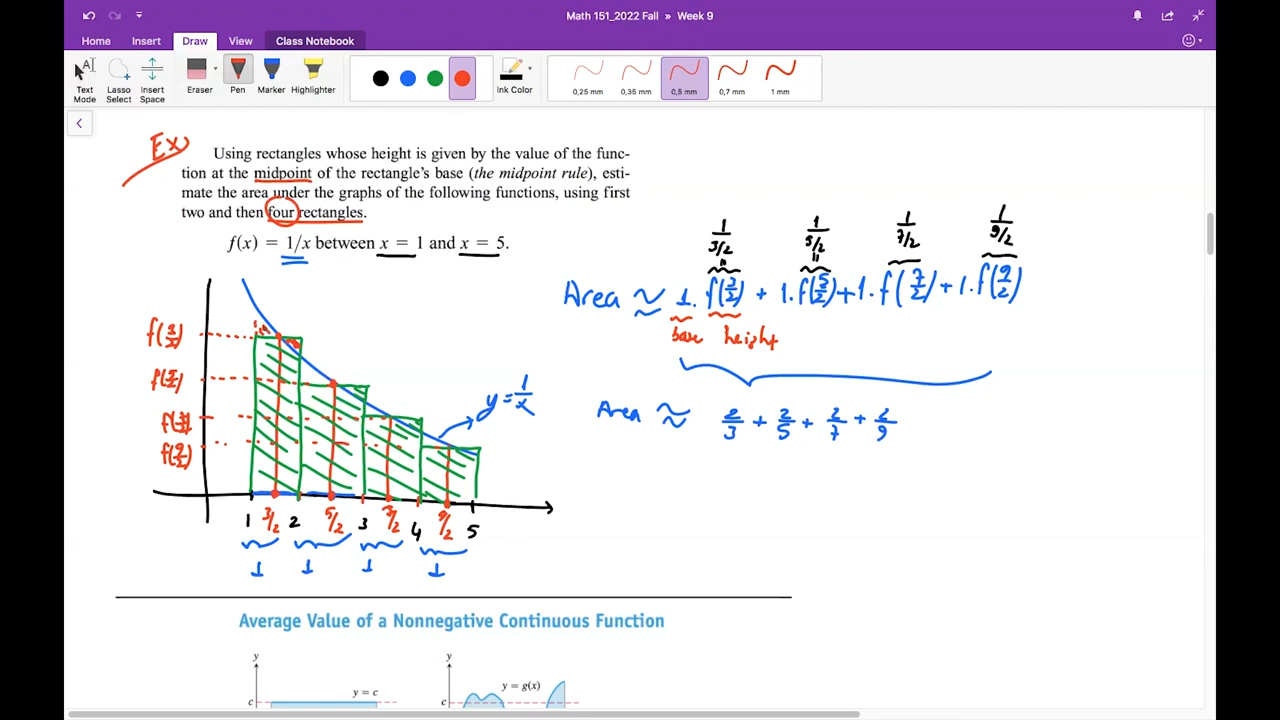 Math 151_2022 Fall » Week 9
Home Insert Draw View Class Notebook
Text Mode
Lasso Select
Insert Space
Eraser
Pen
Marker
Highlighter
Ink Color
0,25 mm
0,35 mm
0,5 mm
0,7 mm
1 mm
Ex
Using rectangles whose height is given by the value of the func-
tion at the midpoint of the rectangle's base (the midpoint rule), esti-
mate the area under the graphs of the following functions, using first
two and then four rectangles.
f(x) = 1/x between x = 1 and x = 5.
1/3/2 1/5/2 1/7/2 1/9/2
Area ≈ 1. f(3/2) + 1. f(5/2) + 1. f(7/2) + 1. f(9/2)
base height
Area ≈ 2/3 + 2/5 + 2/7 + 2/9
f(3/2)
f(5/2)
f(7/2)
f(9/2)
y = 1/x
1 3/2 2 5/2 3 7/2 4 9/2 5
1 1 1 1
Average Value of a Nonnegative Continuous Function
y
y = c
c
y
y = g(x)
c